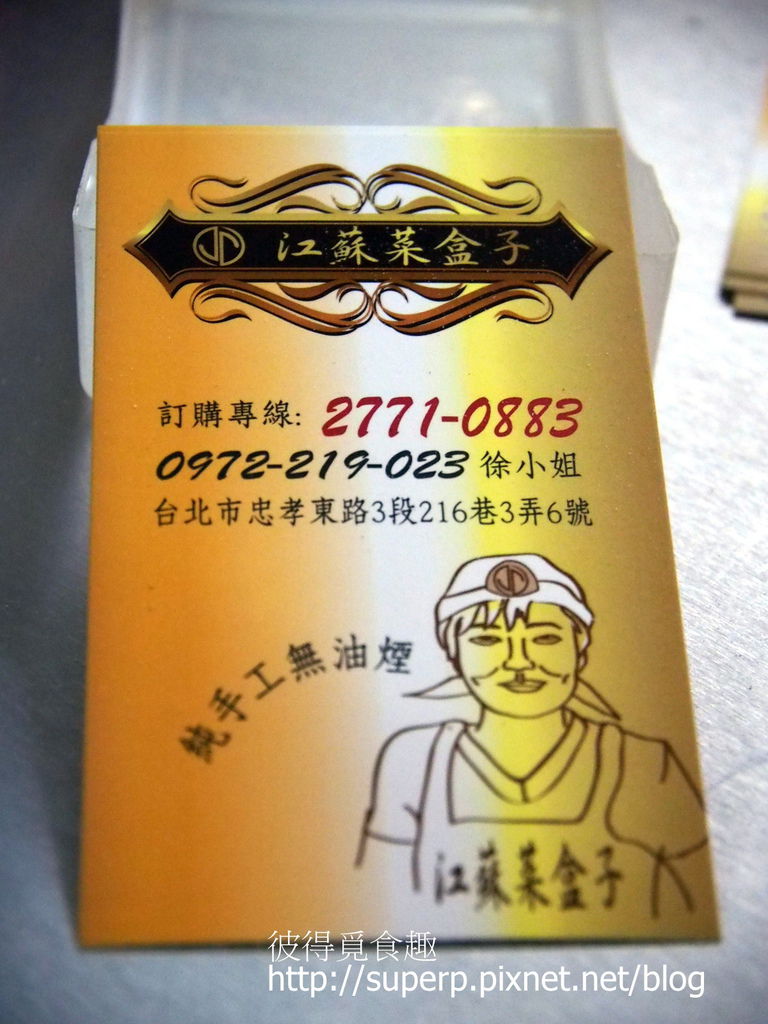 JS 江蘇菜盒子
訂購專線: 2771-0883
0972-219-023 徐小姐
台北市忠孝東路3段216巷3弄6號
純手工無油煙
江蘇菜盒子
彼得覓食趣
http://superp.pixnet.net/blog